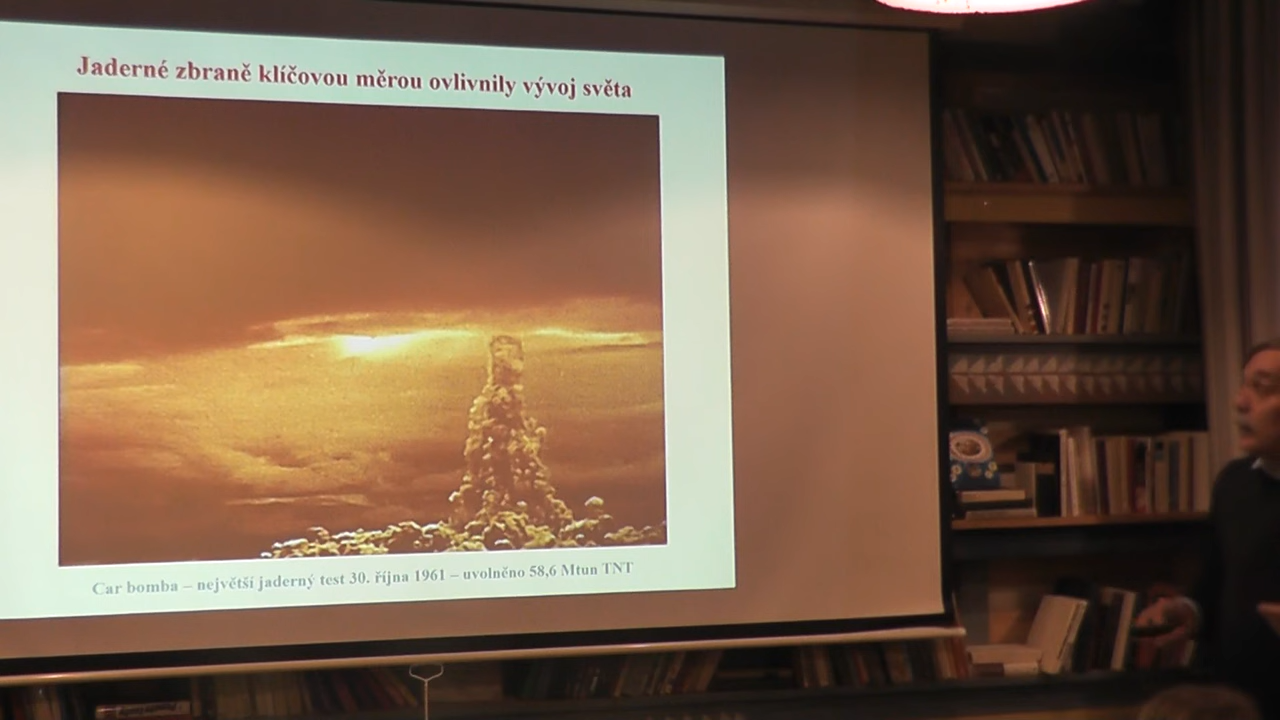 Jaderné zbraně klíčovou měrou ovlivnily vývoj světa
Car bomba – největší jaderný test 30. října 1961 – uvolněno 58,6 Mtun TNT